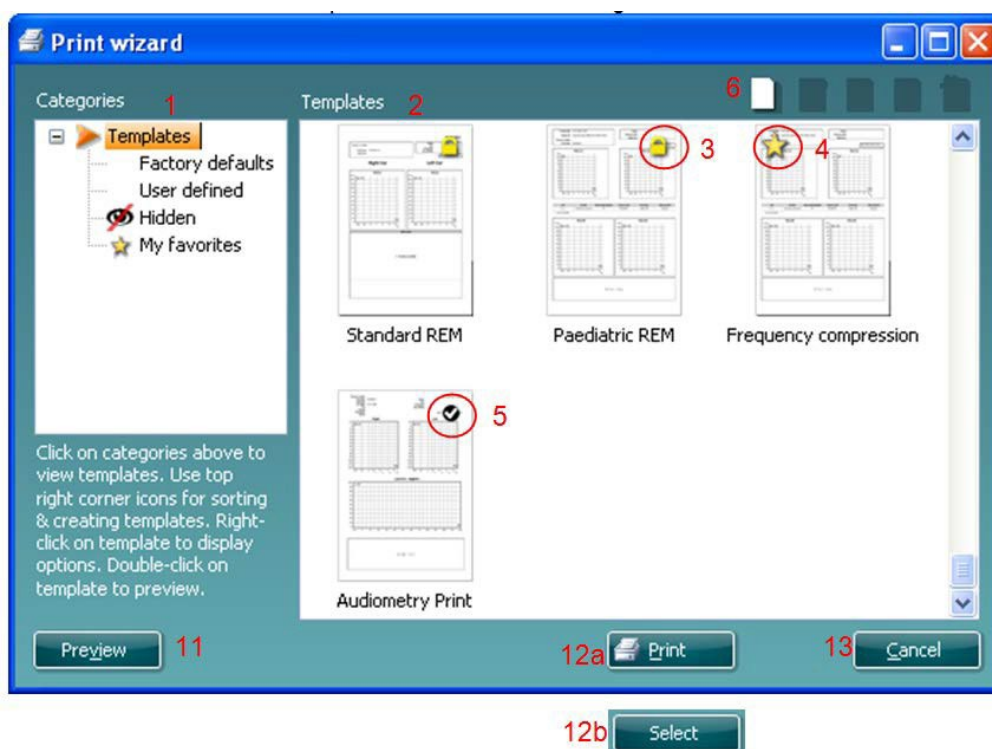 Print wizard
Categories 1
Templates 2
6
Templates
Factory defaults
User defined
Hidden
My favorites
3
4
Standard REM
Paediatric REM
Frequency compression
5
Audiometry Print
Click on categories above to
view templates. Use top
right corner icons for sorting
& creating templates. Right-
click on template to display
options. Double-click on
template to preview.
Preview 11
12a Print
13 Cancel
12b Select